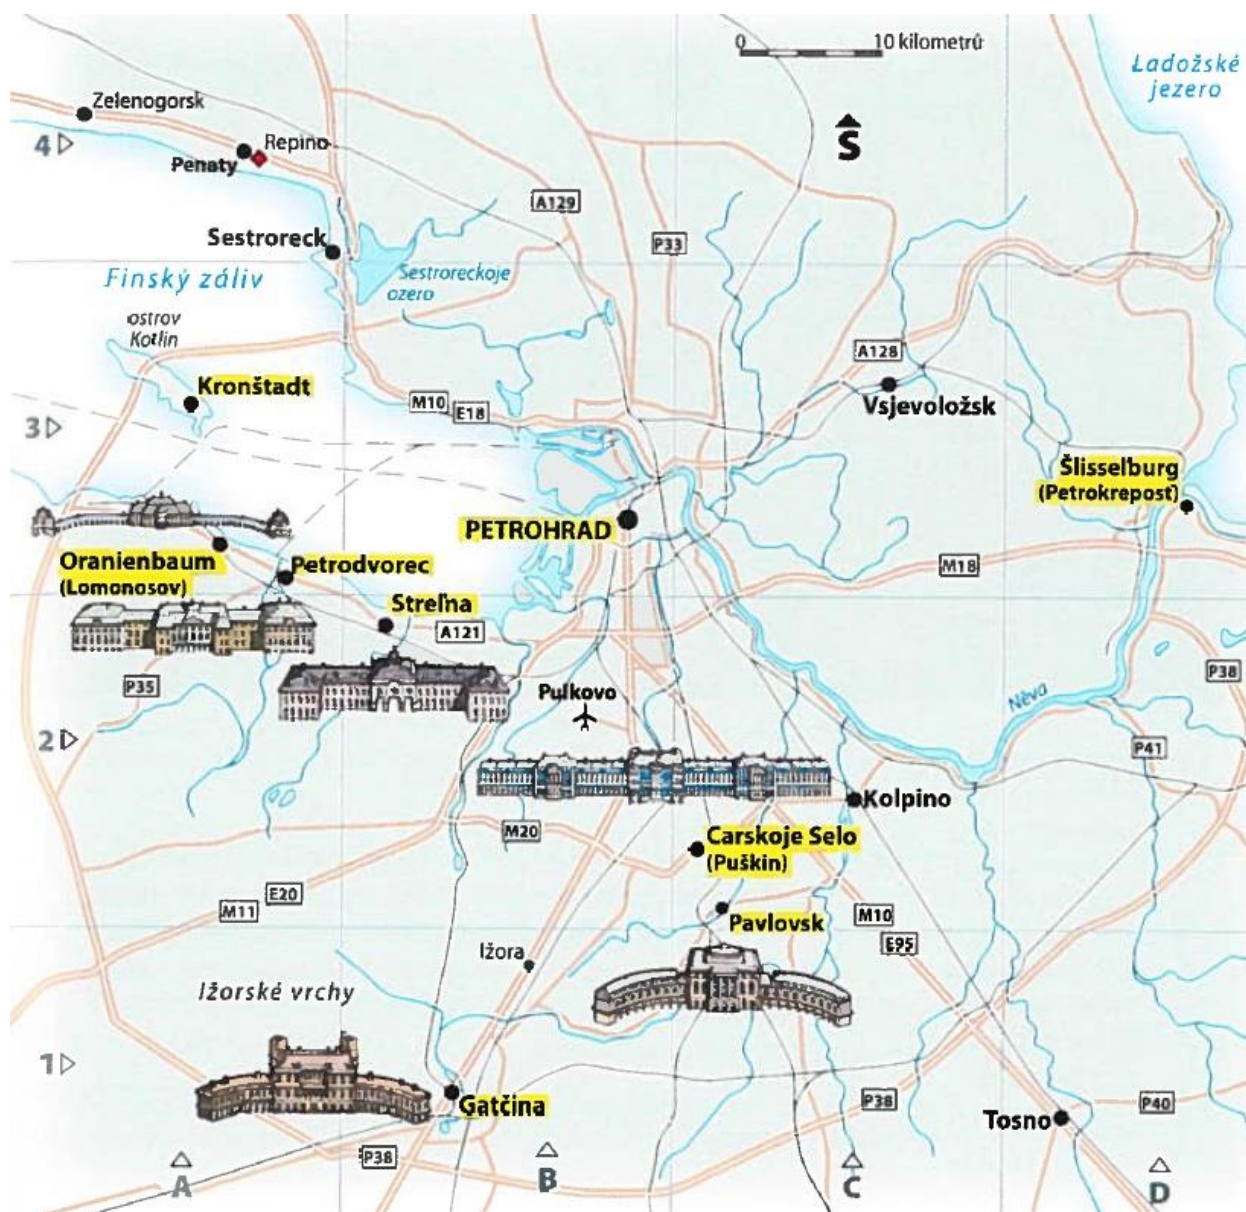 0 10 kilometrů
Ladožské
jezero
Zelenogorsk
4
Repino
Penaty
S
A129
Sestroreck
P33
Finský záliv
Sestroreckoje
ozero
ostrov
Kotlin
A128
Kronštadt
M10
E18
Vsjevoložsk
3
Šlisseľburg
(Petrokreposť)
PETROHRAD
Oranienbaum
(Lomonosov)
Petrodvorec
M18
Streľna
A121
P35
Pulkovo
P38
Něva
2
P41
Kolpino
M20
Carskoje Selo
(Puškin)
E20
M11
Pavlovsk
M10
E95
Ižora
Ižorské vrchy
1
Gatčina
P38
P40
Tosno
P38
A
B
C
D